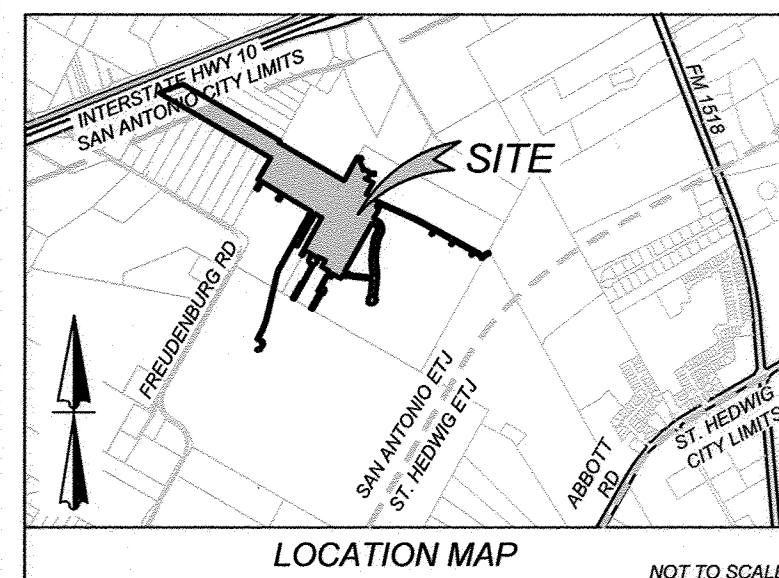 INTERSTATE HWY 10
SAN ANTONIO CITY LIMITS
FM 1518
SITE
FREUDENBURG RD
SAN ANTONIO ETJ
ST. HEDWIG ETJ
ABBOTT
RD
ST. HEDWIG
CITY LIMITS
LOCATION MAP
NOT TO SCALE